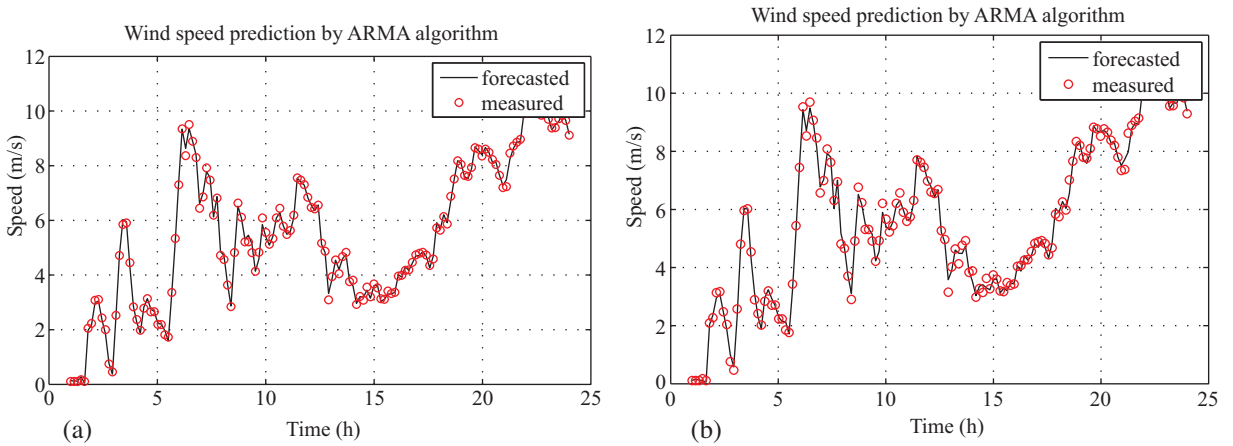 Wind speed prediction by ARMA algorithm
12
10
8
6
4
2
0
Speed (m/s)
forecasted
measured
0
5
10
15
20
25
Time (h)
(a)
Wind speed prediction by ARMA algorithm
12
10
8
6
4
2
0
Speed (m/s)
forecasted
measured
0
5
10
15
20
25
Time (h)
(b)